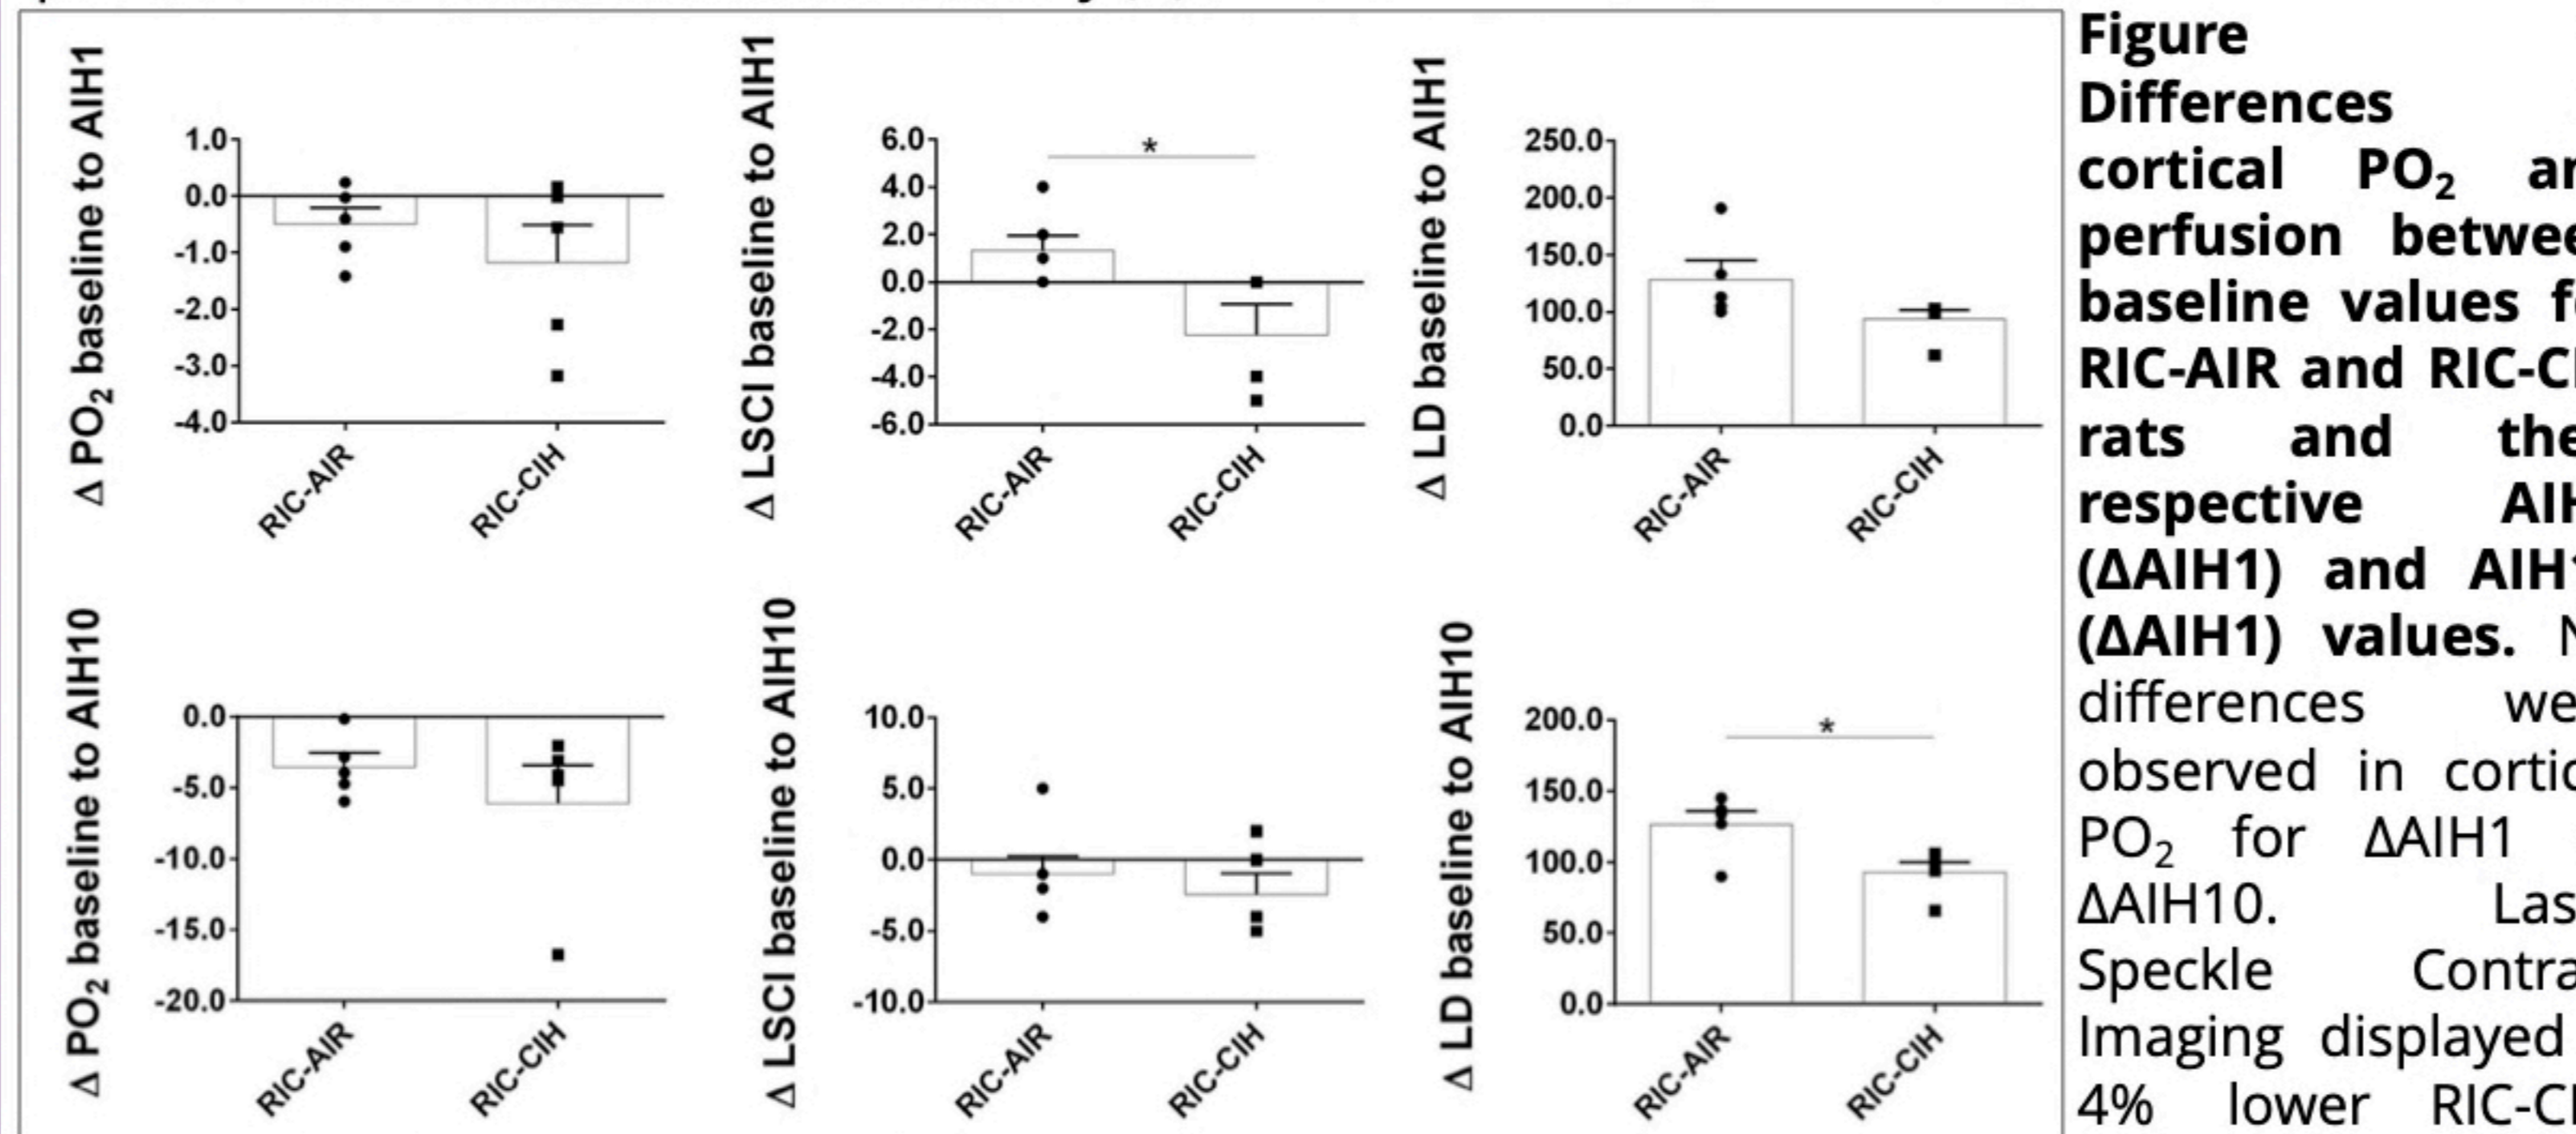 Δ PO₂ baseline to AIH1
1.0
0.0
-1.0
-2.0
-3.0
-4.0
RIC-AIR
RIC-CIH
Δ LSCI baseline to AIH1
6.0
4.0
2.0
0.0
-2.0
-4.0
-6.0
*
RIC-AIR
RIC-CIH
Δ LD baseline to AIH1
250.0
200.0
150.0
100.0
50.0
0.0
RIC-AIR
RIC-CIH
Δ PO₂ baseline to AIH10
0.0
-5.0
-10.0
-15.0
-20.0
RIC-AIR
RIC-CIH
Δ LSCI baseline to AIH10
10.0
5.0
0.0
-5.0
-10.0
RIC-AIR
RIC-CIH
Δ LD baseline to AIH10
200.0
150.0
100.0
50.0
0.0
*
RIC-AIR
RIC-CIH
Figure
Differences
cortical PO₂
perfusion
baseline values
RIC-AIR and
rats and
respective
(ΔAIH1) and
(ΔAIH1) values.
differences
observed in
PO₂ for ΔAIH1
ΔAIH10.
Speckle
Imaging displayed
4% lower